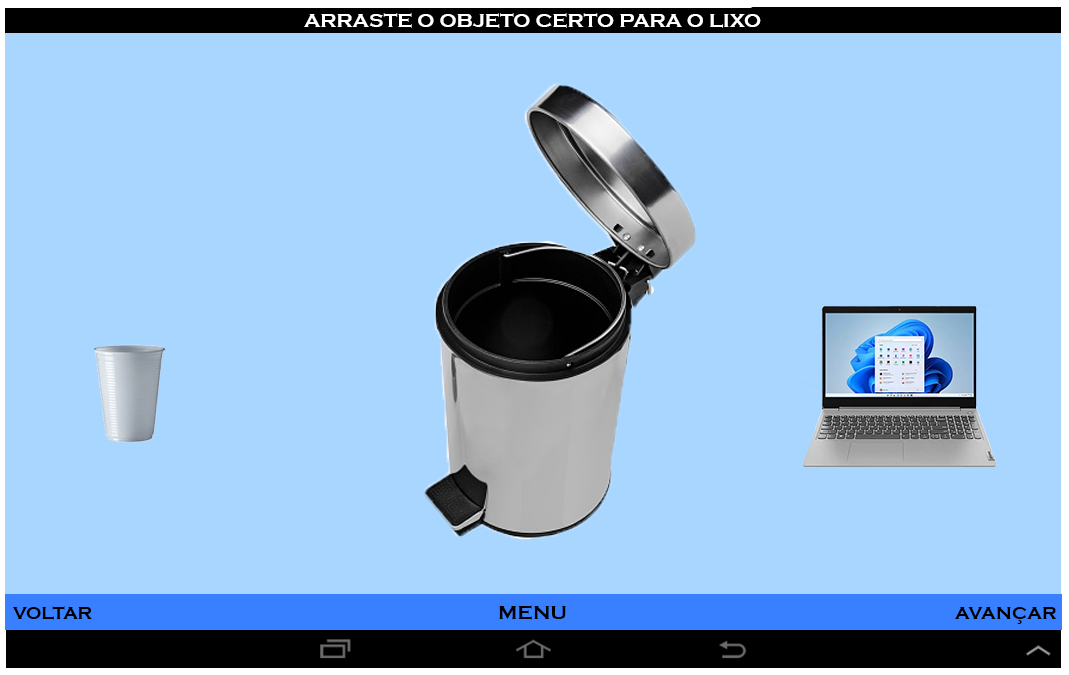 ARRASTE O OBJETO CERTO PARA O LIXO
VOLTAR
MENU
AVANÇAR